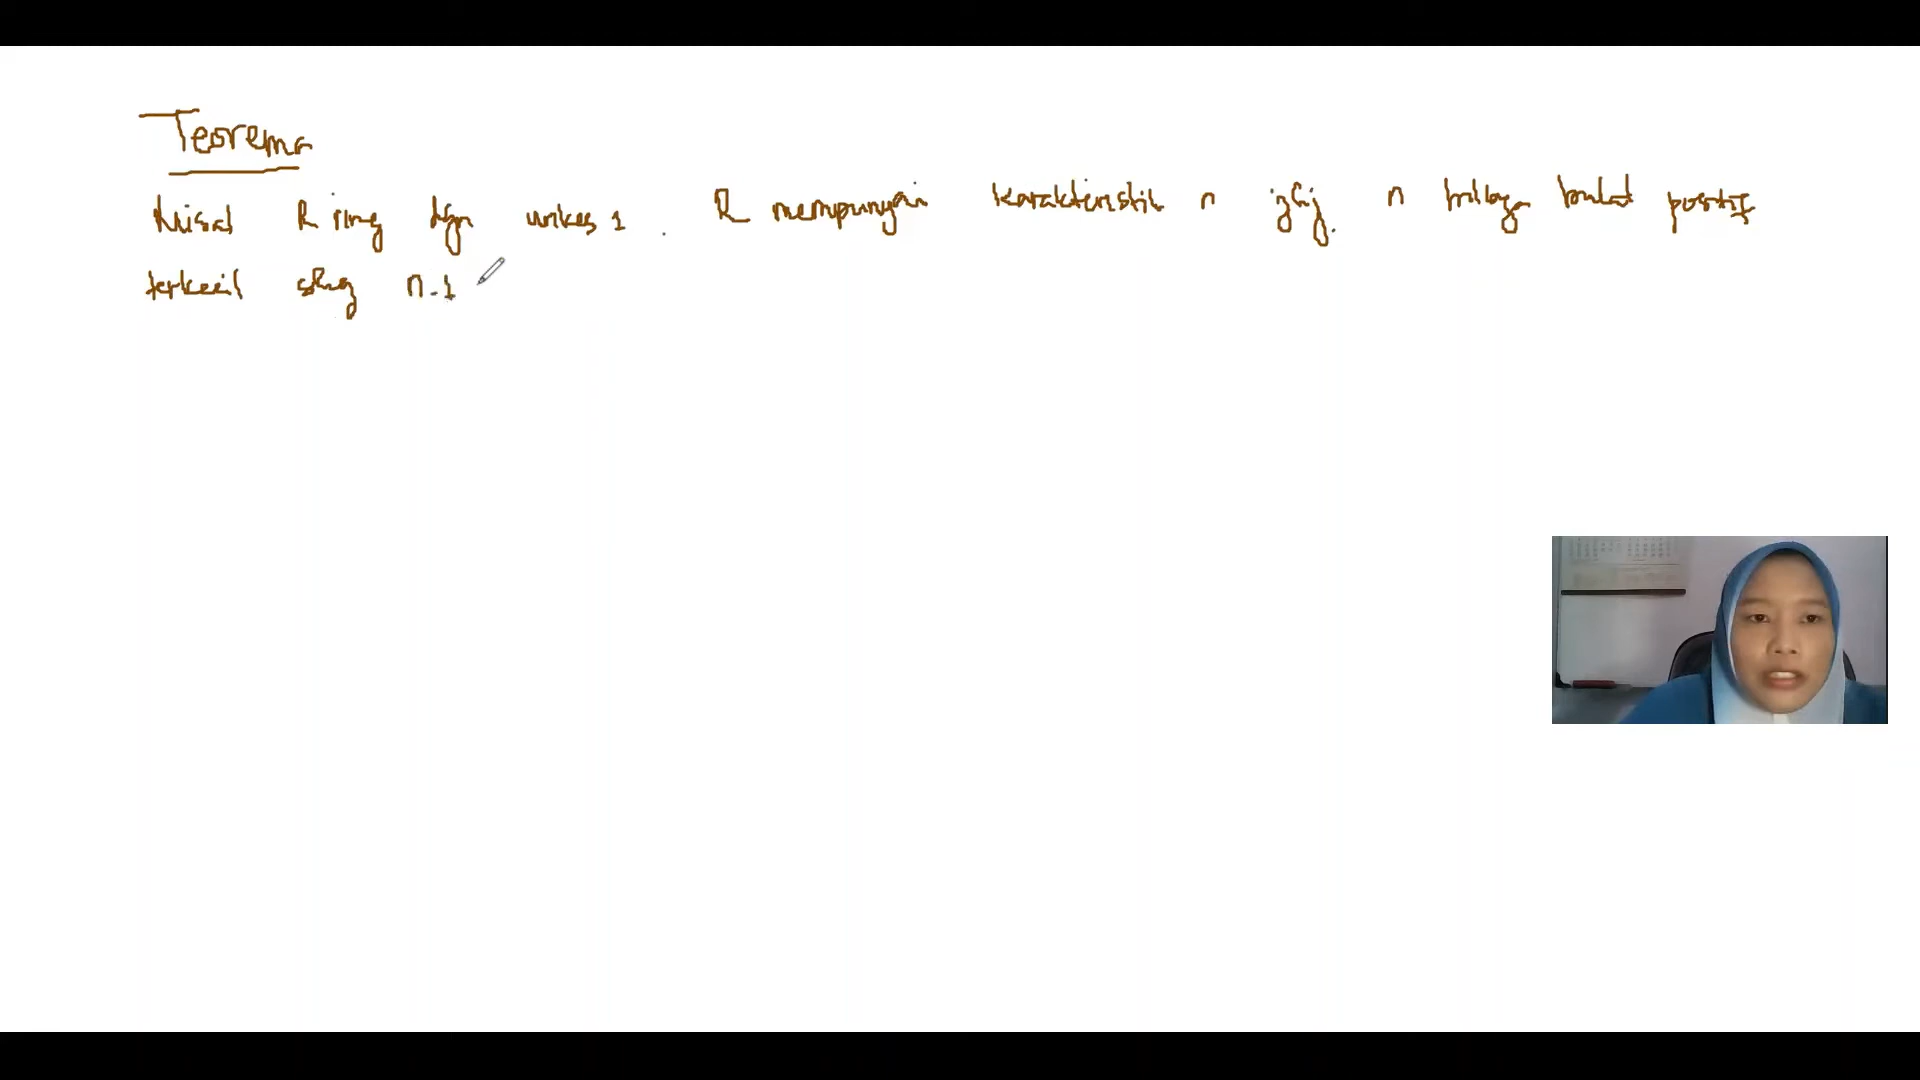 Teorema
Misal R ring dgn unkes 1. R mempunyai karakteristik n jhj. n bilangan bulat positif
terkecil shg n.1